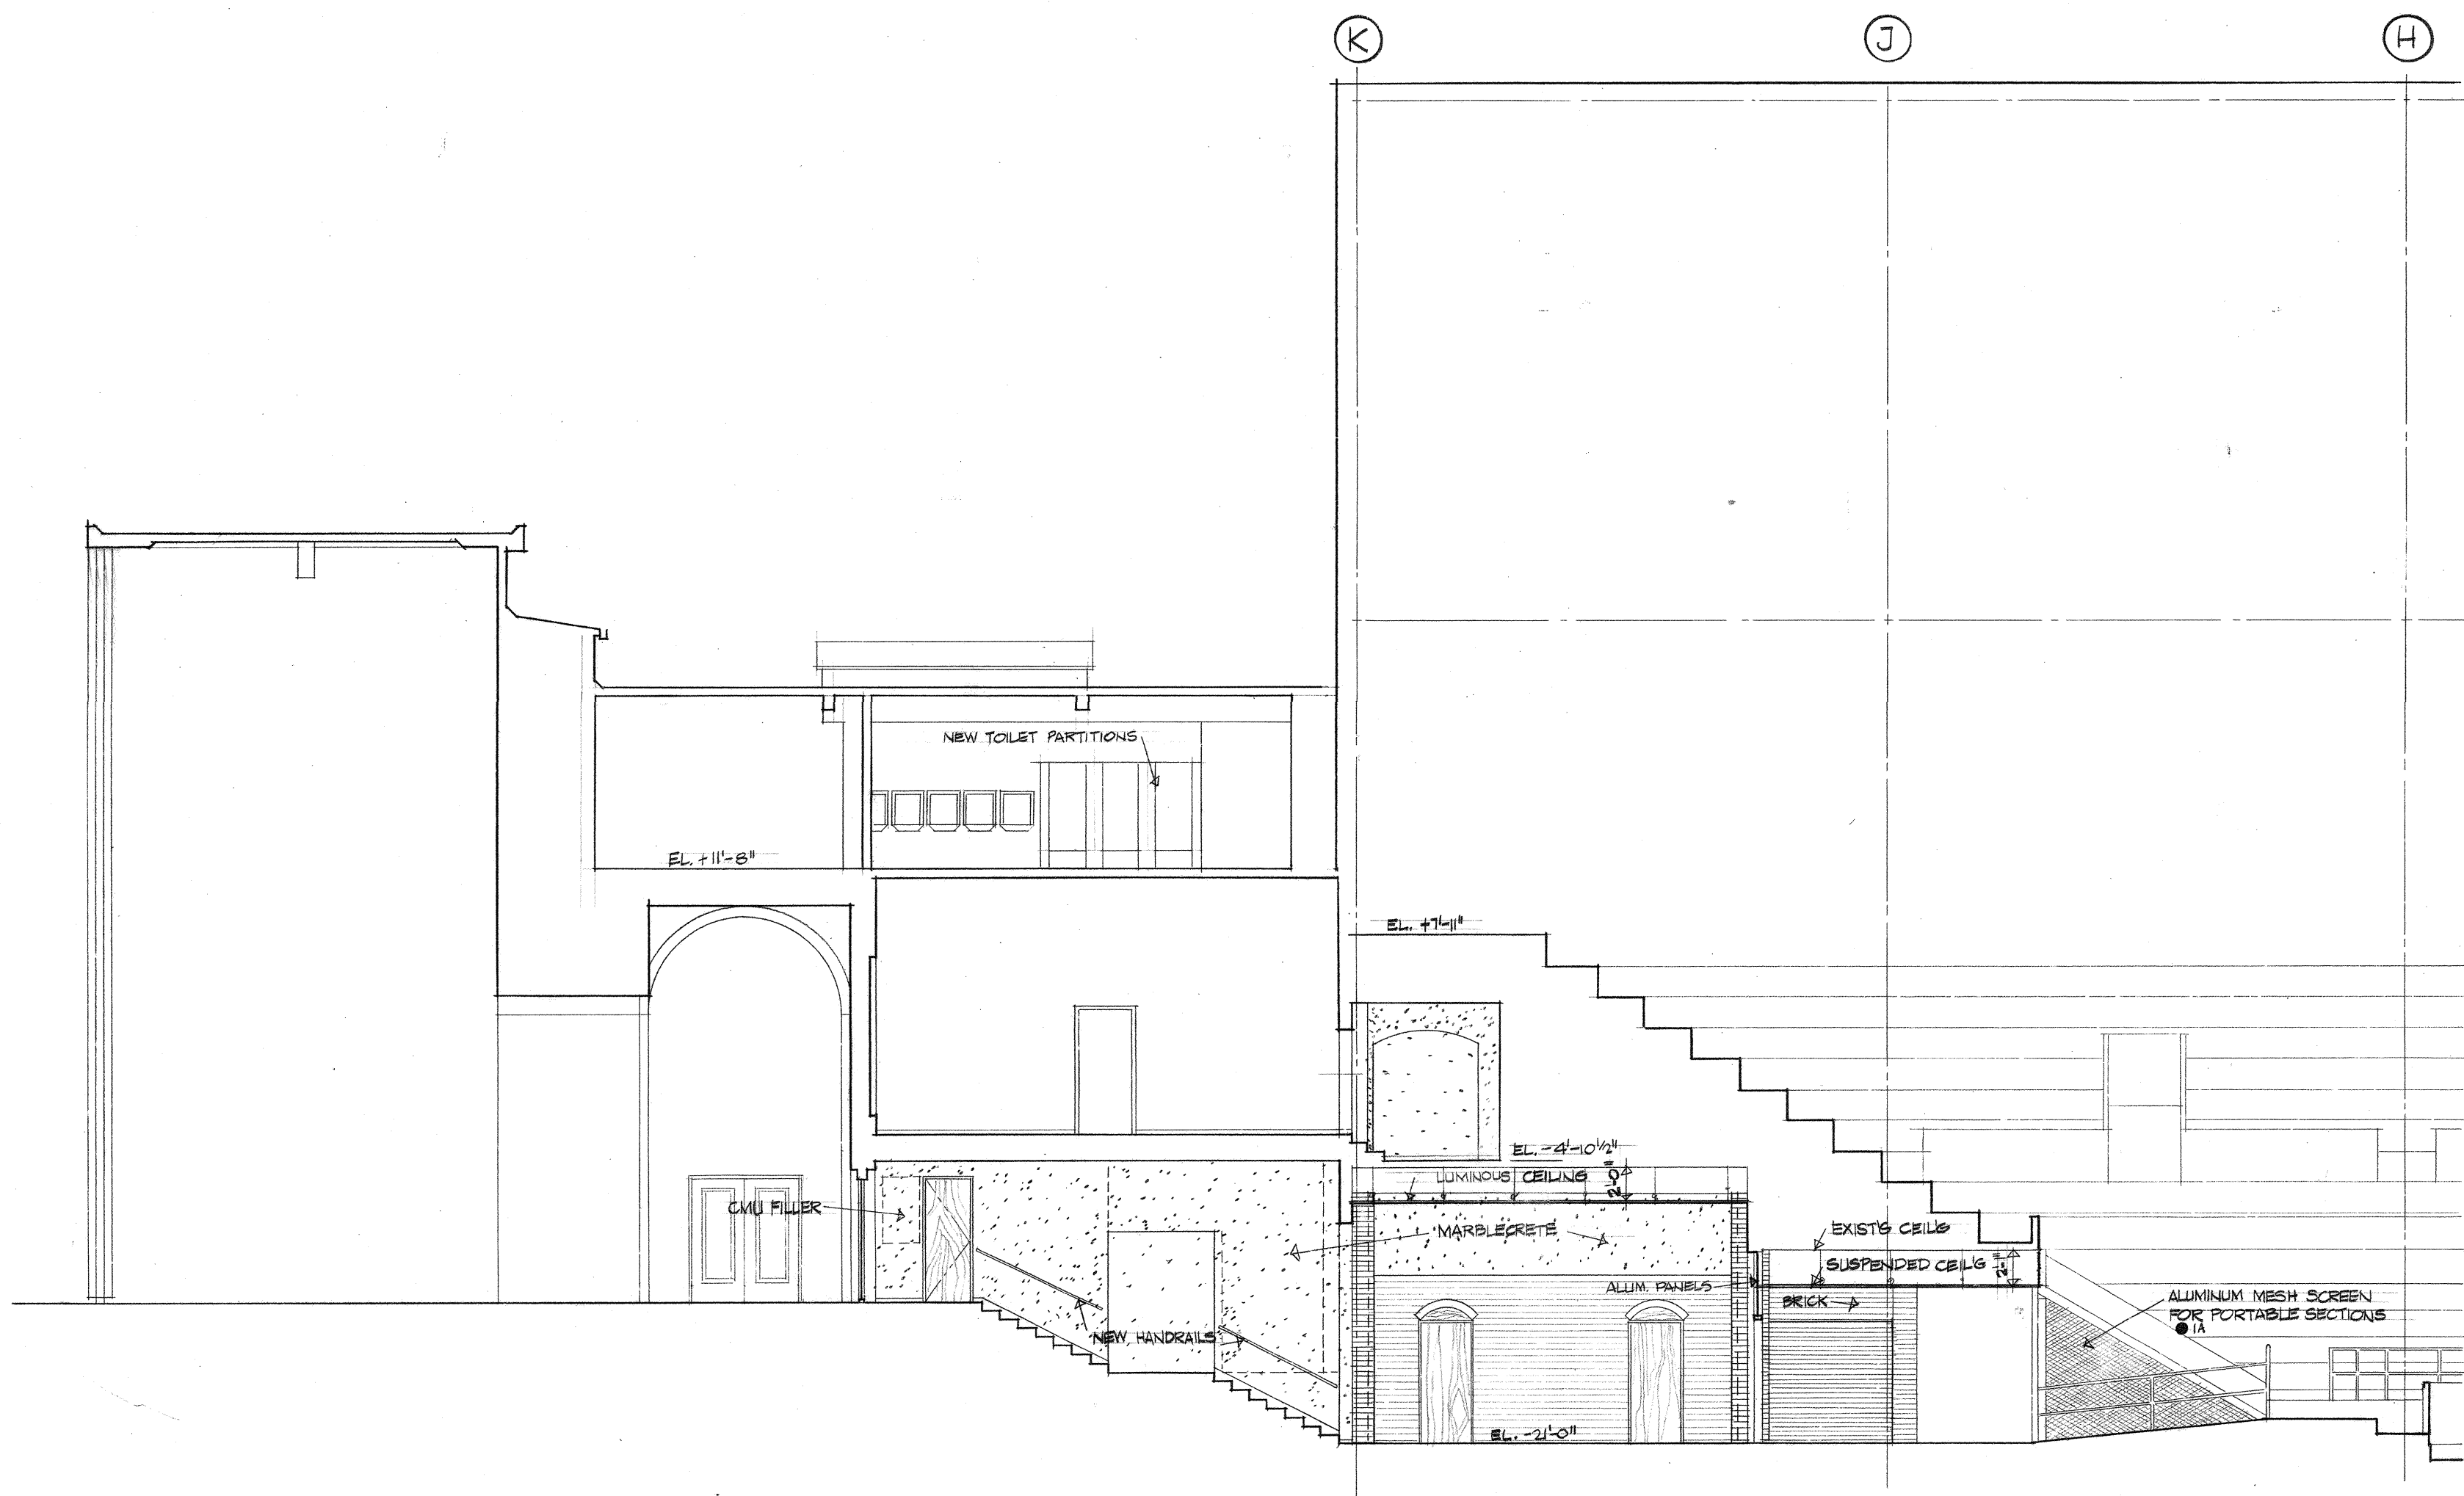 K
J
H
NEW TOILET PARTITIONS
EL. +11'-8"
EL. +7'-11"
EL. -4'-10 1/2"
LUMINOUS CEILING
2'-0"
CMU FILLER
MARBLECRETE
EXIST'G CEIL'G
SUSPENDED CEIL'G
ALUM. PANELS
BRICK
ALUMINUM MESH SCREEN
FOR PORTABLE SECTIONS
1A
NEW HANDRAILS
EL. -21'-0"